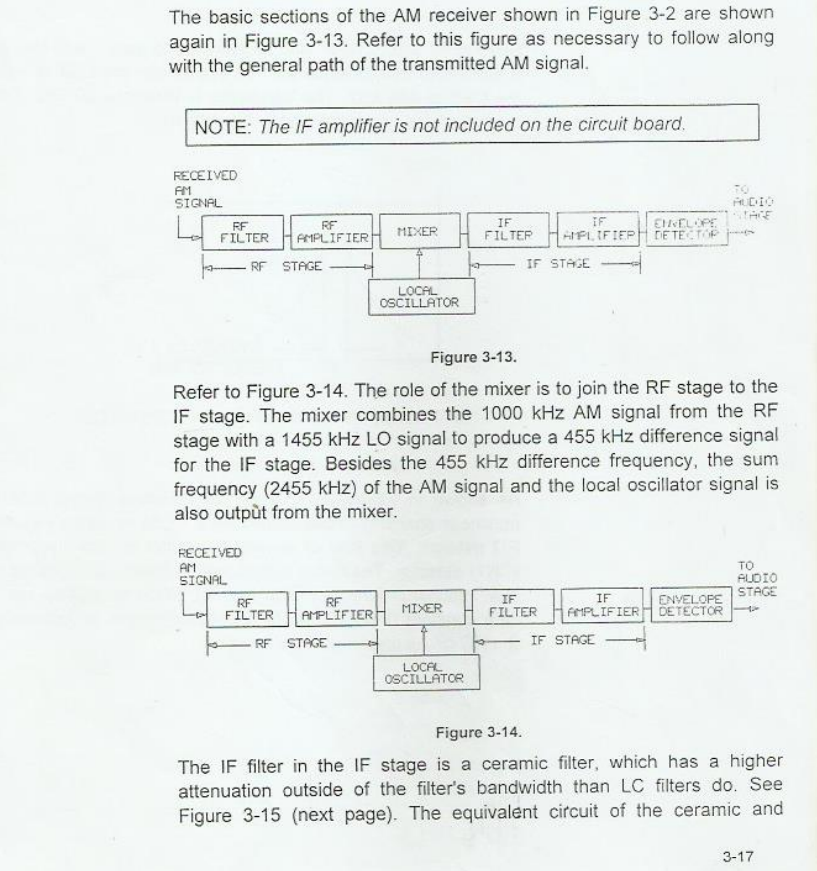 The basic sections of the AM receiver shown in Figure 3-2 are shown
again in Figure 3-13. Refer to this figure as necessary to follow along
with the general path of the transmitted AM signal.
NOTE: The IF amplifier is not included on the circuit board.
RECEIVED
AM
SIGNAL
TO
AUDIO
STAGE
RF
FILTER
RF
AMPLIFIER
MIXER
IF
FILTER
IF
AMPLIFIER
ENVELOPE
DETECTOR
RF STAGE
IF STAGE
LOCAL
OSCILLATOR
Figure 3-13.
Refer to Figure 3-14. The role of the mixer is to join the RF stage to the
IF stage. The mixer combines the 1000 kHz AM signal from the RF
stage with a 1455 kHz LO signal to produce a 455 kHz difference signal
for the IF stage. Besides the 455 kHz difference frequency, the sum
frequency (2455 kHz) of the AM signal and the local oscillator signal is
also output from the mixer.
RECEIVED
AM
SIGNAL
TO
AUDIO
STAGE
RF
FILTER
RF
AMPLIFIER
MIXER
IF
FILTER
IF
AMPLIFIER
ENVELOPE
DETECTOR
RF STAGE
IF STAGE
LOCAL
OSCILLATOR
Figure 3-14.
The IF filter in the IF stage is a ceramic filter, which has a higher
attenuation outside of the filter's bandwidth than LC filters do. See
Figure 3-15 (next page). The equivalent circuit of the ceramic and
3-17